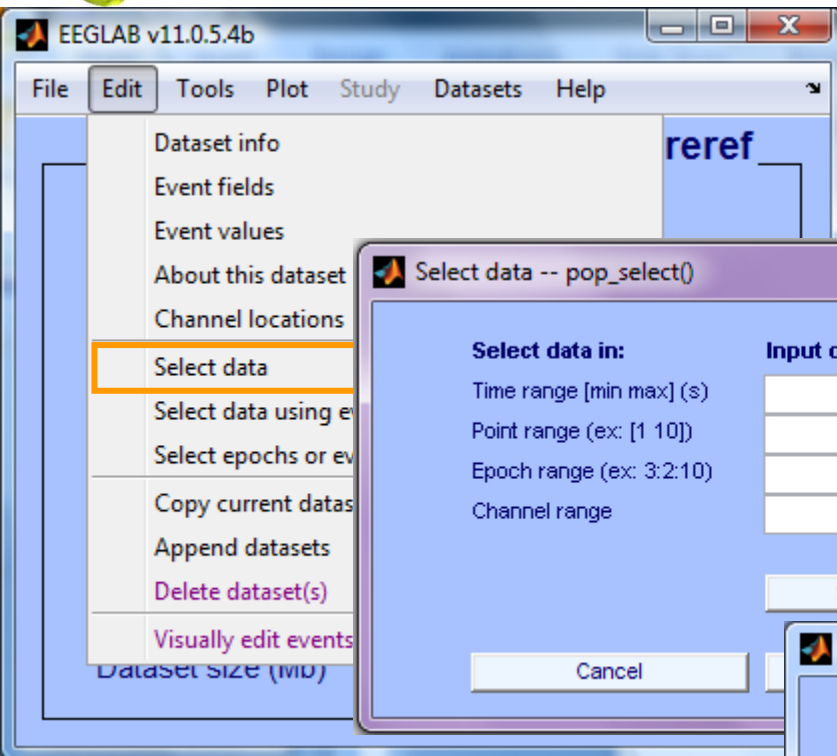 EEGLAB v11.0.5.4b
File Edit Tools Plot Study Datasets Help
reref
Dataset info
Event fields
Event values
About this dataset
Channel locations
Select data
Select data using
Select epochs or
Copy current
Append datasets
Delete dataset(s)
Visually edit events
Dataset size (Mb)
Select data -- pop_select()
Select data in: Input
Time range [min max] (s)
Point range (ex: [1 10])
Epoch range (ex: 3:2:10)
Channel range
Cancel